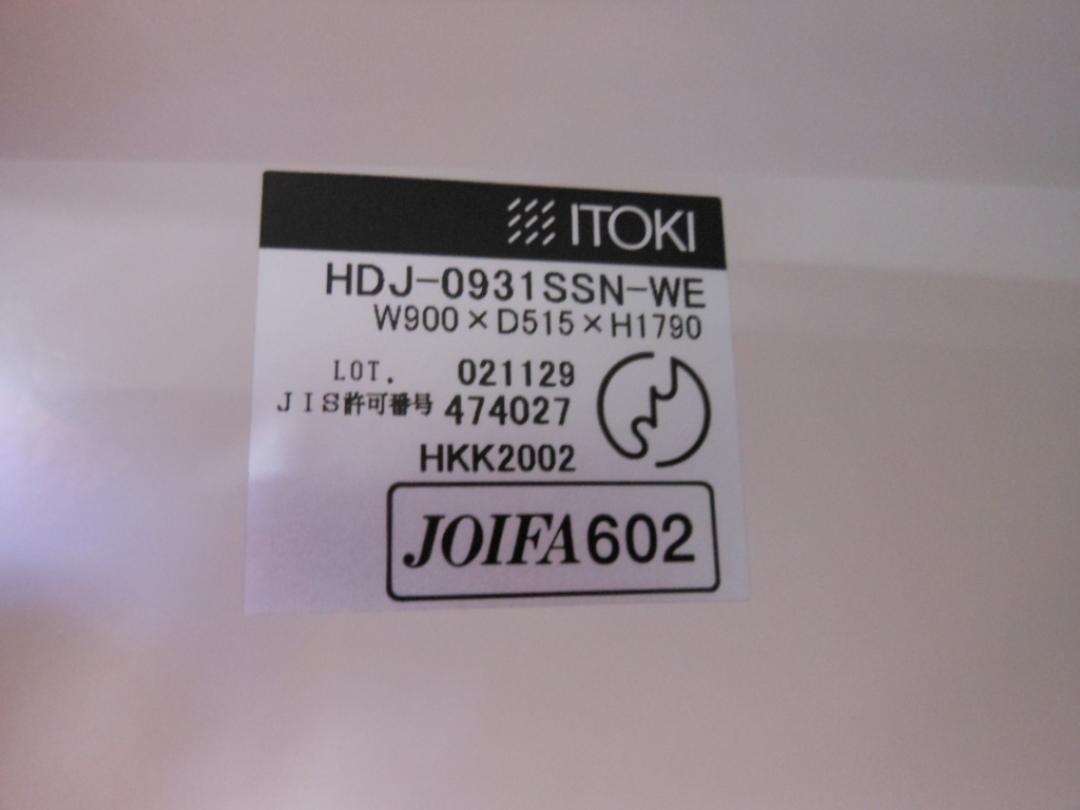 ITOKI
HDJ-0931SSN-WE
W900×D515×H1790
LOT. 021129
JIS許可番号 474027
HKK2002
JOIFA602